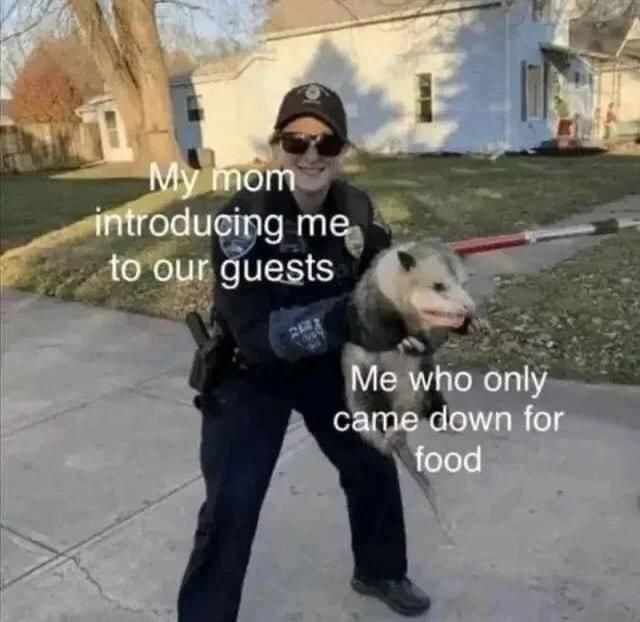 My mom
introducing me
to our guests
Me who only
came down for
food